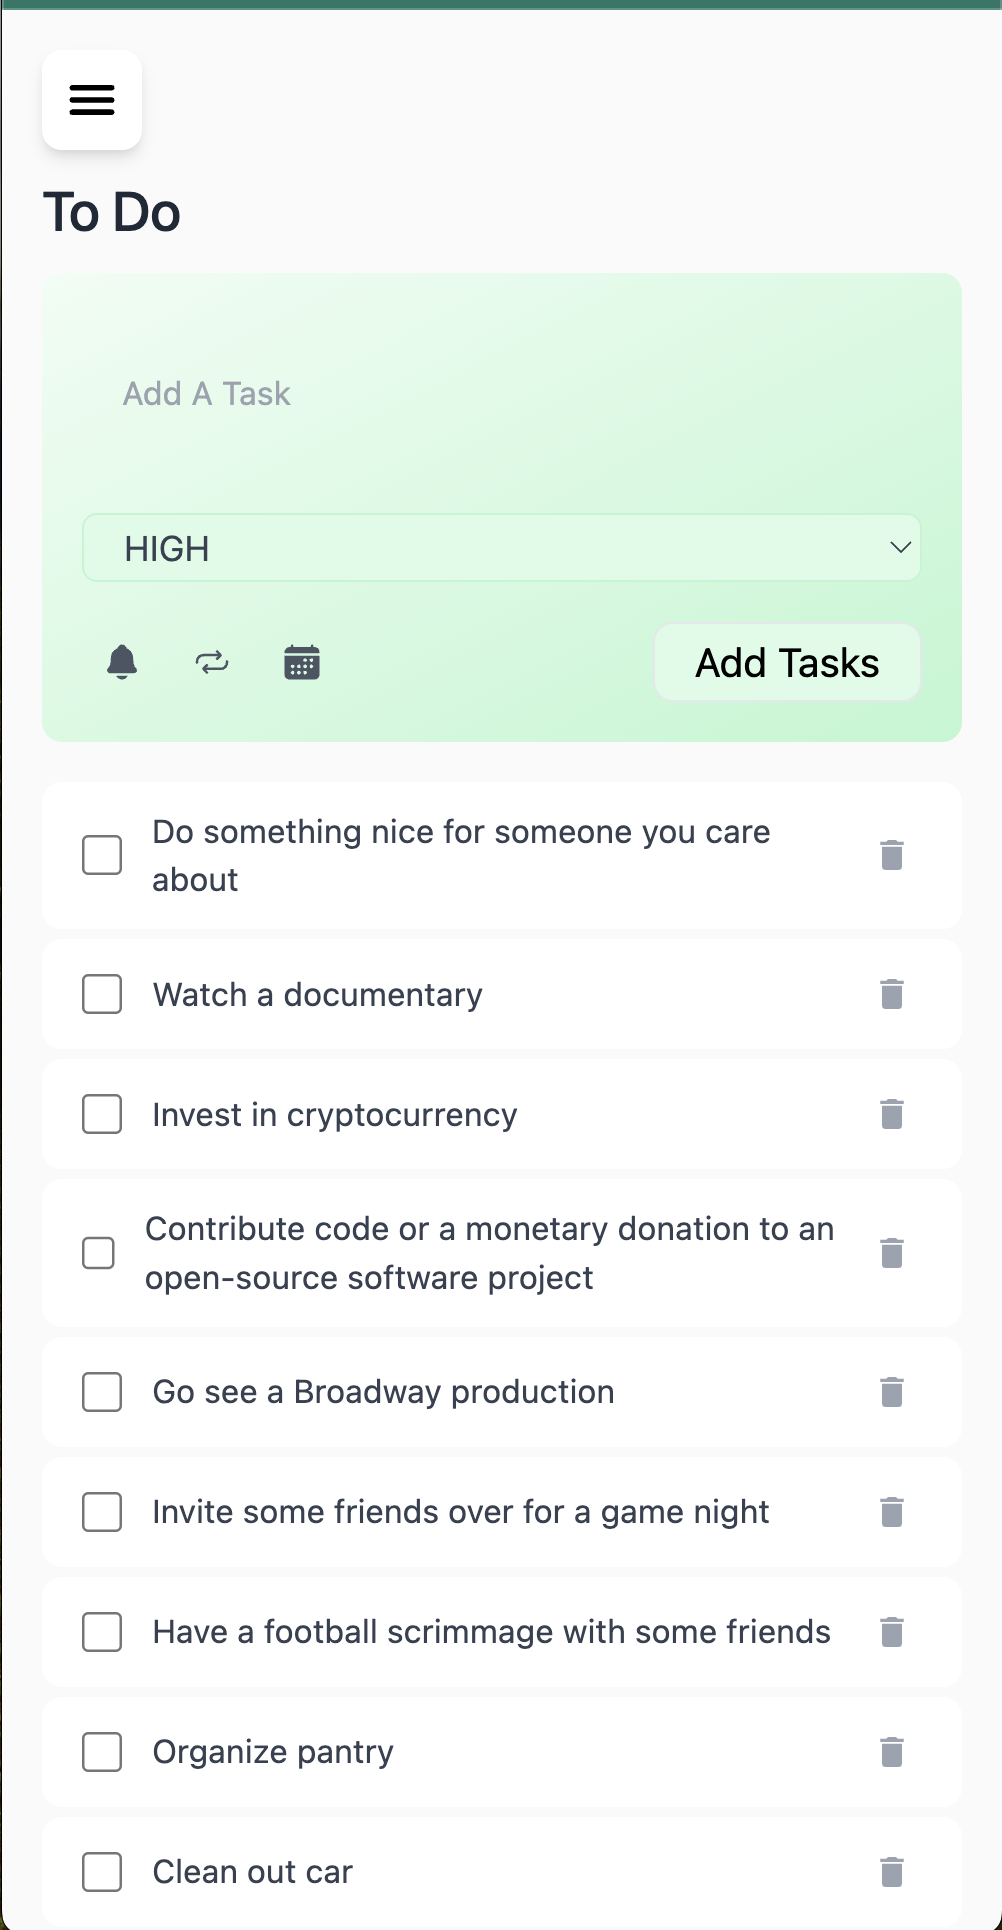 To Do
Add A Task
HIGH
Add Tasks
Do something nice for someone you care
about
Watch a documentary
Invest in cryptocurrency
Contribute code or a monetary donation to an
open-source software project
Go see a Broadway production
Invite some friends over for a game night
Have a football scrimmage with some friends
Organize pantry
Clean out car